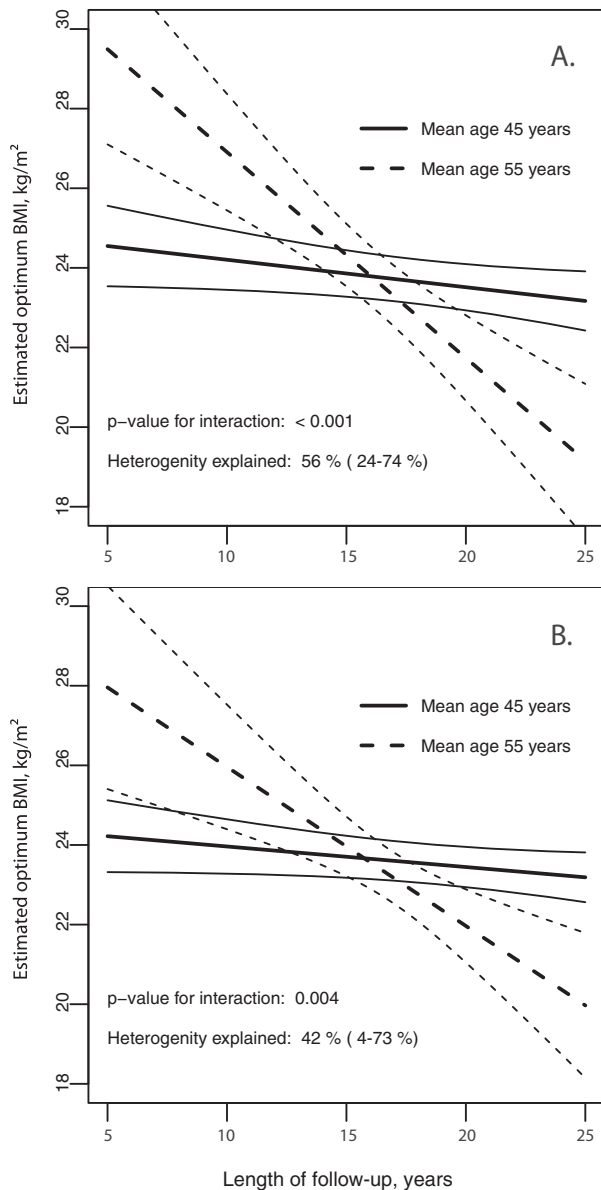 A.
30
28
26
24
22
20
18
Estimated optimum BMI, kg/m²
Mean age 45 years
Mean age 55 years
p−value for interaction: < 0.001
Heterogenity explained: 56 % ( 24-74 %)
5 10 15 20 25
B.
30
28
26
24
22
20
18
Estimated optimum BMI, kg/m²
Mean age 45 years
Mean age 55 years
p−value for interaction: 0.004
Heterogenity explained: 42 % ( 4-73 %)
5 10 15 20 25
Length of follow-up, years